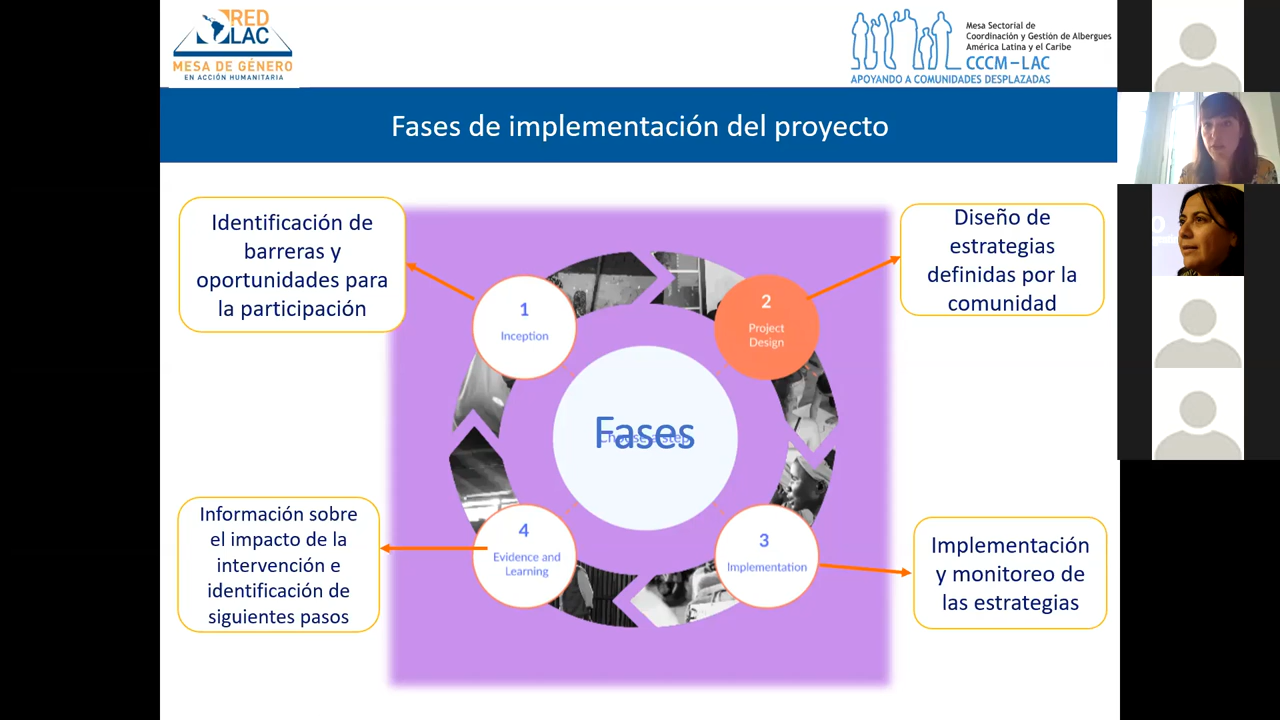 RED
LAC
MESA DE GÉNERO
EN ACCIÓN HUMANITARIA
Mesa Sectorial de
Coordinación y Gestión de Albergues
América Latina y el Caribe
CCCM-LAC
APOYANDO A COMUNIDADES DESPLAZADAS
Fases de implementación del proyecto
Identificación de
barreras y
oportunidades para
la participación
Diseño de
estrategias
definidas por la
comunidad
1
Inception
2
Project
Design
Fases
Choose a step
4
Evidence and
Learning
3
Implementation
Información sobre
el impacto de la
intervención e
identificación de
siguientes pasos
Implementación
y monitoreo de
las estrategias